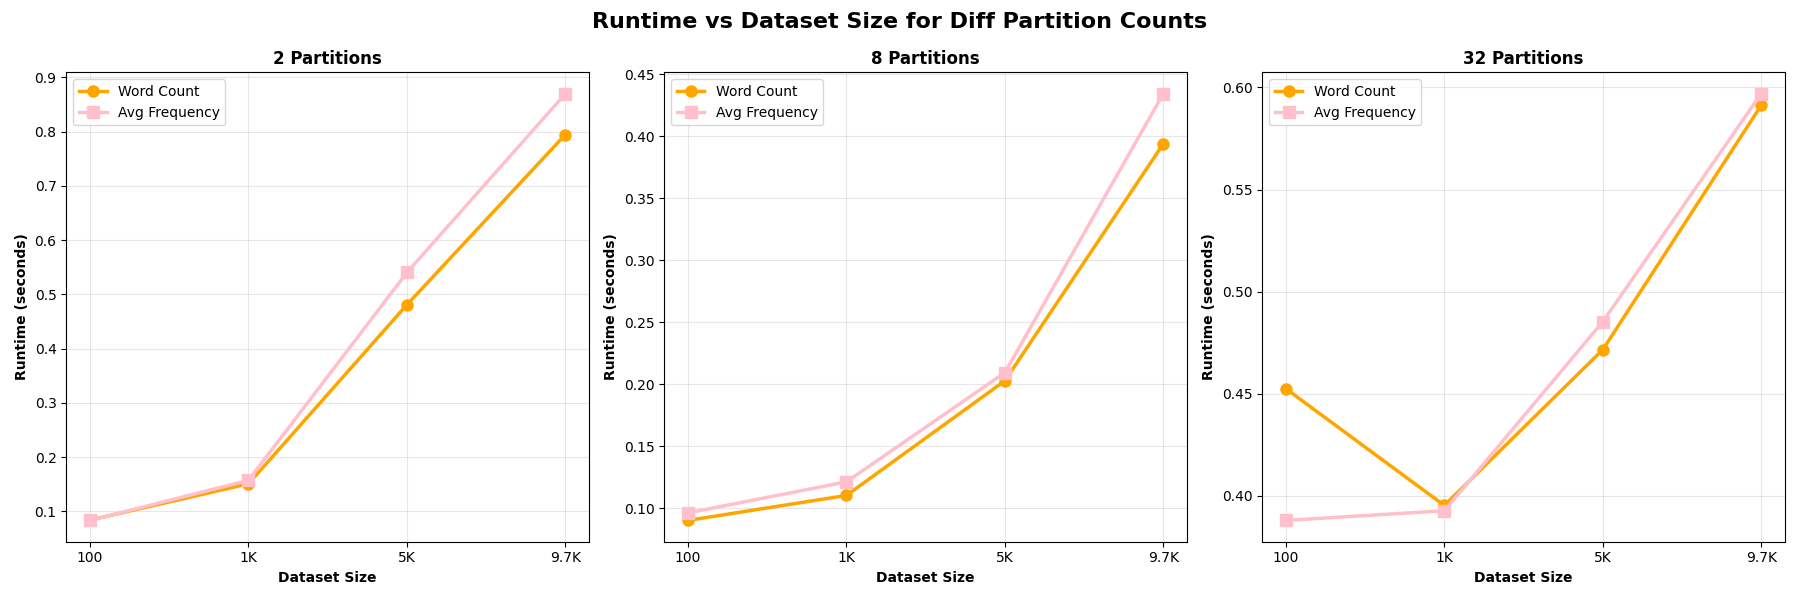 Runtime vs Dataset Size for Diff Partition Counts
2 Partitions
Runtime (seconds)
0.9
0.8
0.7
0.6
0.5
0.4
0.3
0.2
0.1
Word Count
Avg Frequency
100
1K
5K
9.7K
Dataset Size
8 Partitions
Runtime (seconds)
0.45
0.40
0.35
0.30
0.25
0.20
0.15
0.10
Word Count
Avg Frequency
100
1K
5K
9.7K
Dataset Size
32 Partitions
Runtime (seconds)
0.60
0.55
0.50
0.45
0.40
Word Count
Avg Frequency
100
1K
5K
9.7K
Dataset Size